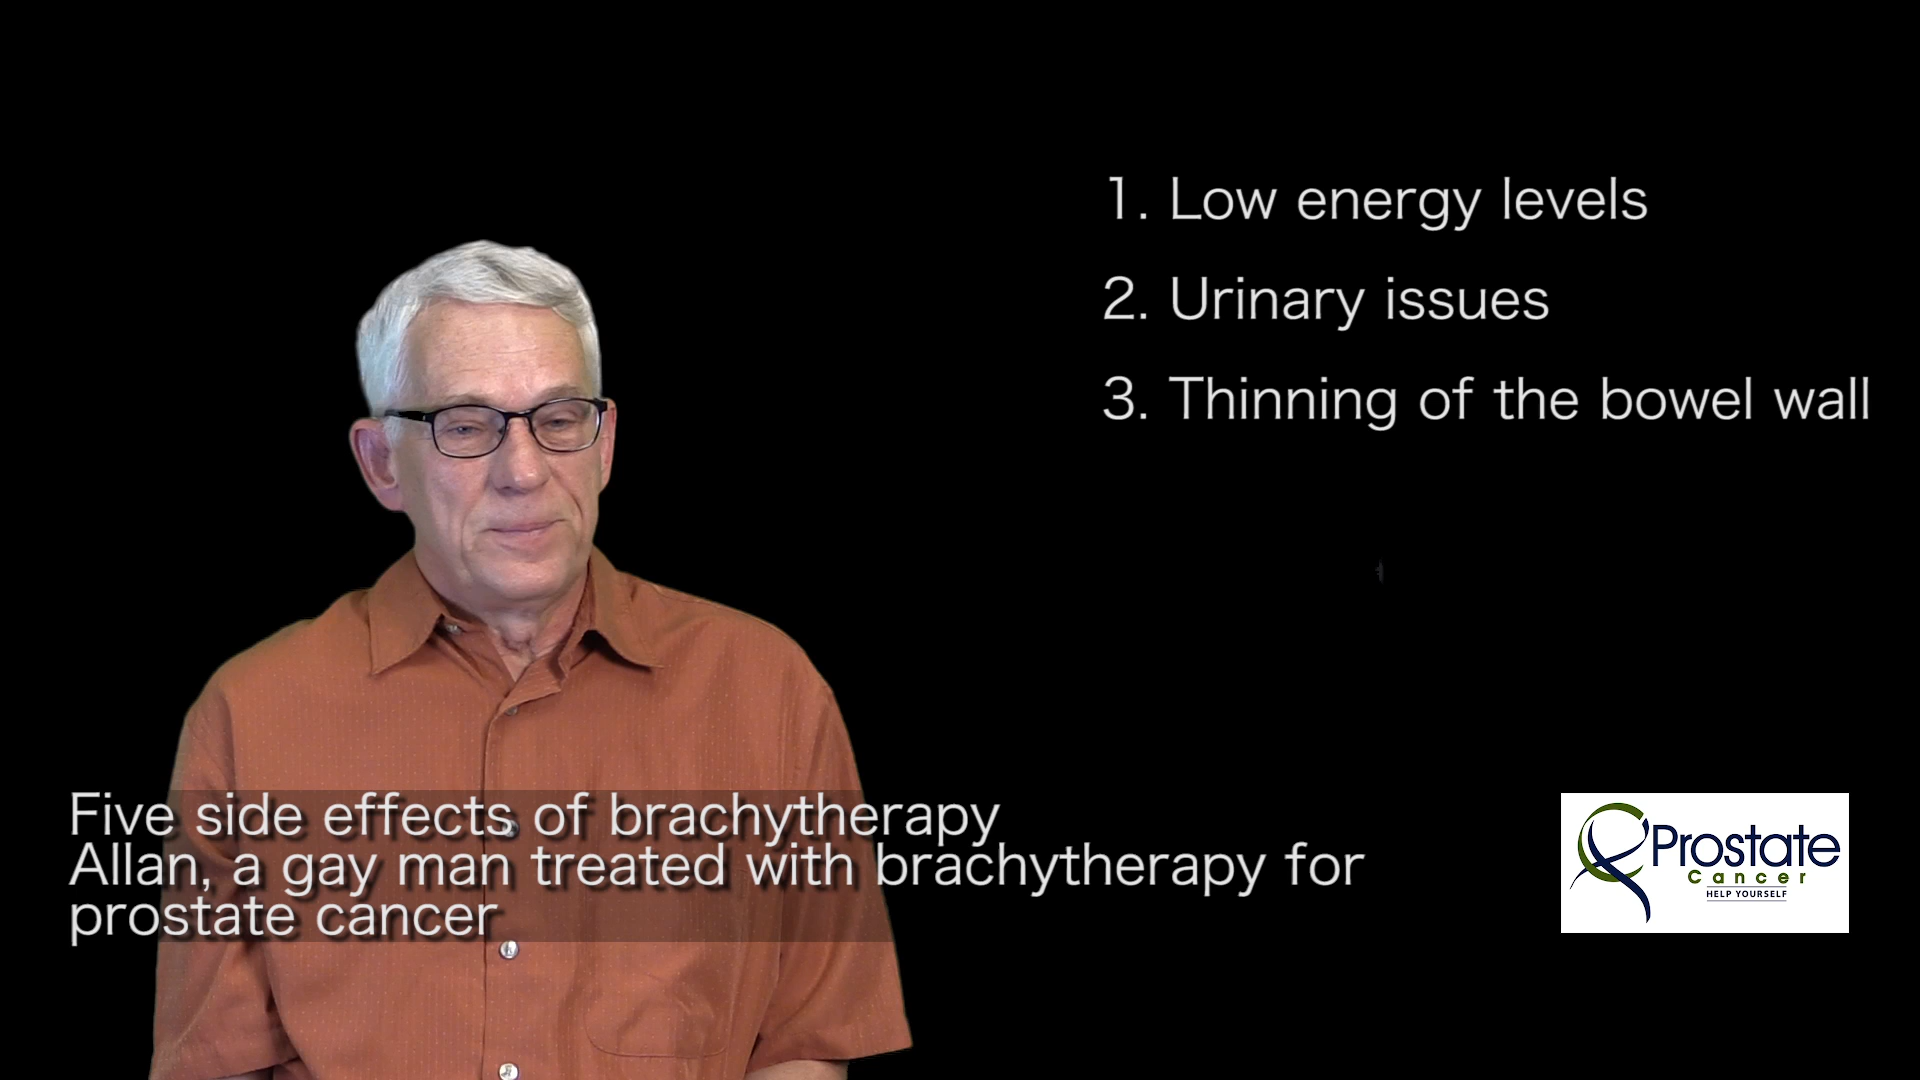 1. Low energy levels
2. Urinary issues
3. Thinning of the bowel wall
Five side effects of brachytherapy
Allan, a gay man treated with brachytherapy for
prostate cancer
Prostate
Cancer
HELP YOURSELF